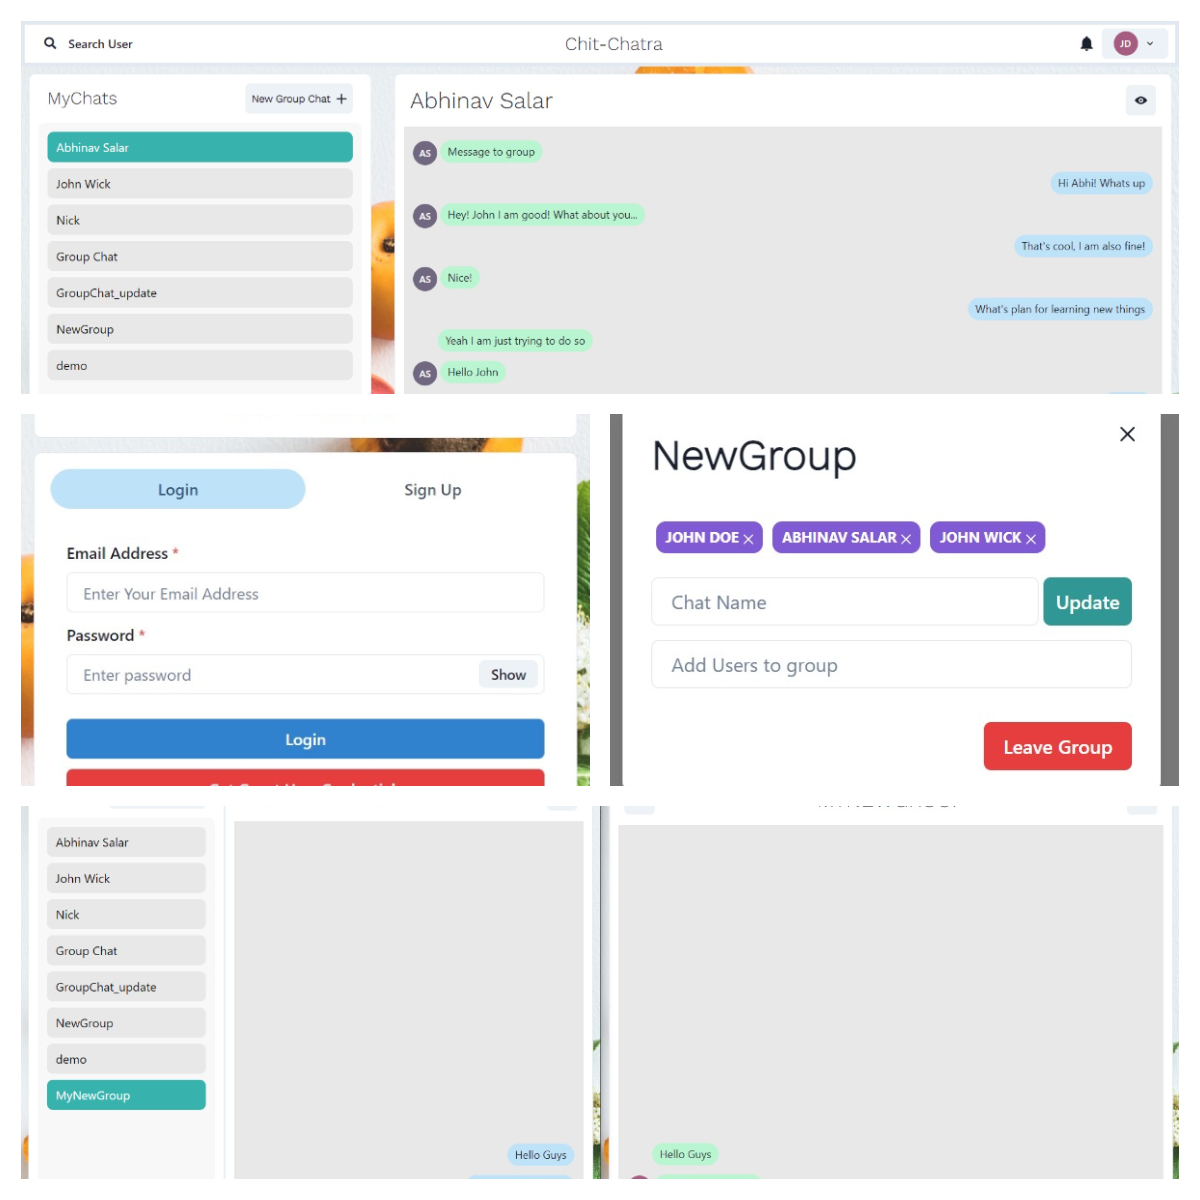 Search User
Chit-Chatra
JD
MyChats
New Group Chat +
Abhinav Salar
John Wick
Nick
Group Chat
GroupChat_update
NewGroup
demo
Abhinav Salar
AS Message to group
Hi Abhi! Whats up
AS Hey! John I am good! What about you...
That's cool, I am also fine!
AS Nice!
What's plan for learning new things
Yeah I am just trying to do so
AS Hello John
Login
Sign Up
Email Address *
Enter Your Email Address
Password *
Enter password
Show
Login
NewGroup
JOHN DOE
ABHINAV SALAR
JOHN WICK
Chat Name
Update
Add Users to group
Leave Group
Abhinav Salar
John Wick
Nick
Group Chat
GroupChat_update
NewGroup
demo
MyNewGroup
Hello Guys
Hello Guys